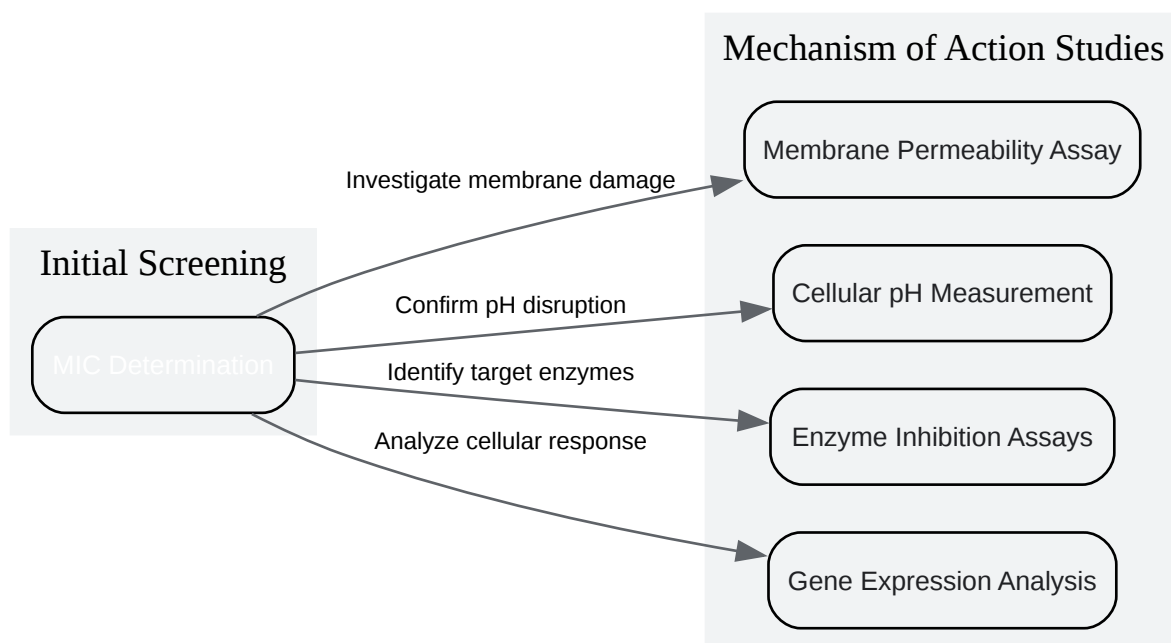 Mechanism of Action Studies
Membrane Permeability Assay
Investigate membrane damage
Initial Screening
Cellular pH Measurement
Confirm pH disruption
MIC Determination
Identify target enzymes
Enzyme Inhibition Assays
Analyze cellular response
Gene Expression Analysis